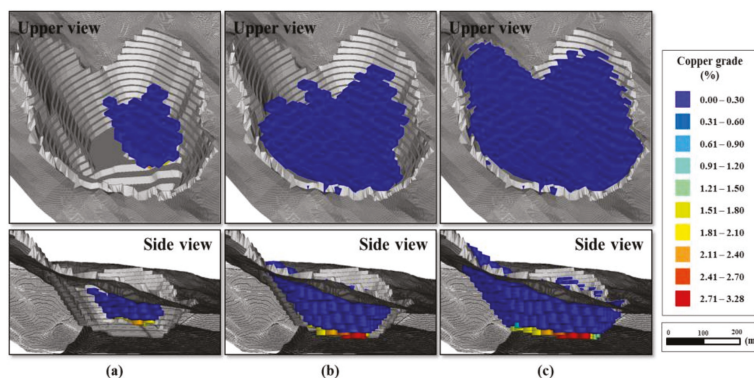 Upper view
Upper view
Upper view
Side view
Side view
Side view
(a)
(b)
(c)
Copper grade
(%)
0.00 – 0.30
0.31 – 0.60
0.61 – 0.90
0.91 – 1.20
1.21 – 1.50
1.51 – 1.80
1.81 – 2.10
2.11 – 2.40
2.41 – 2.70
2.71 – 3.28
0 100 200
(m